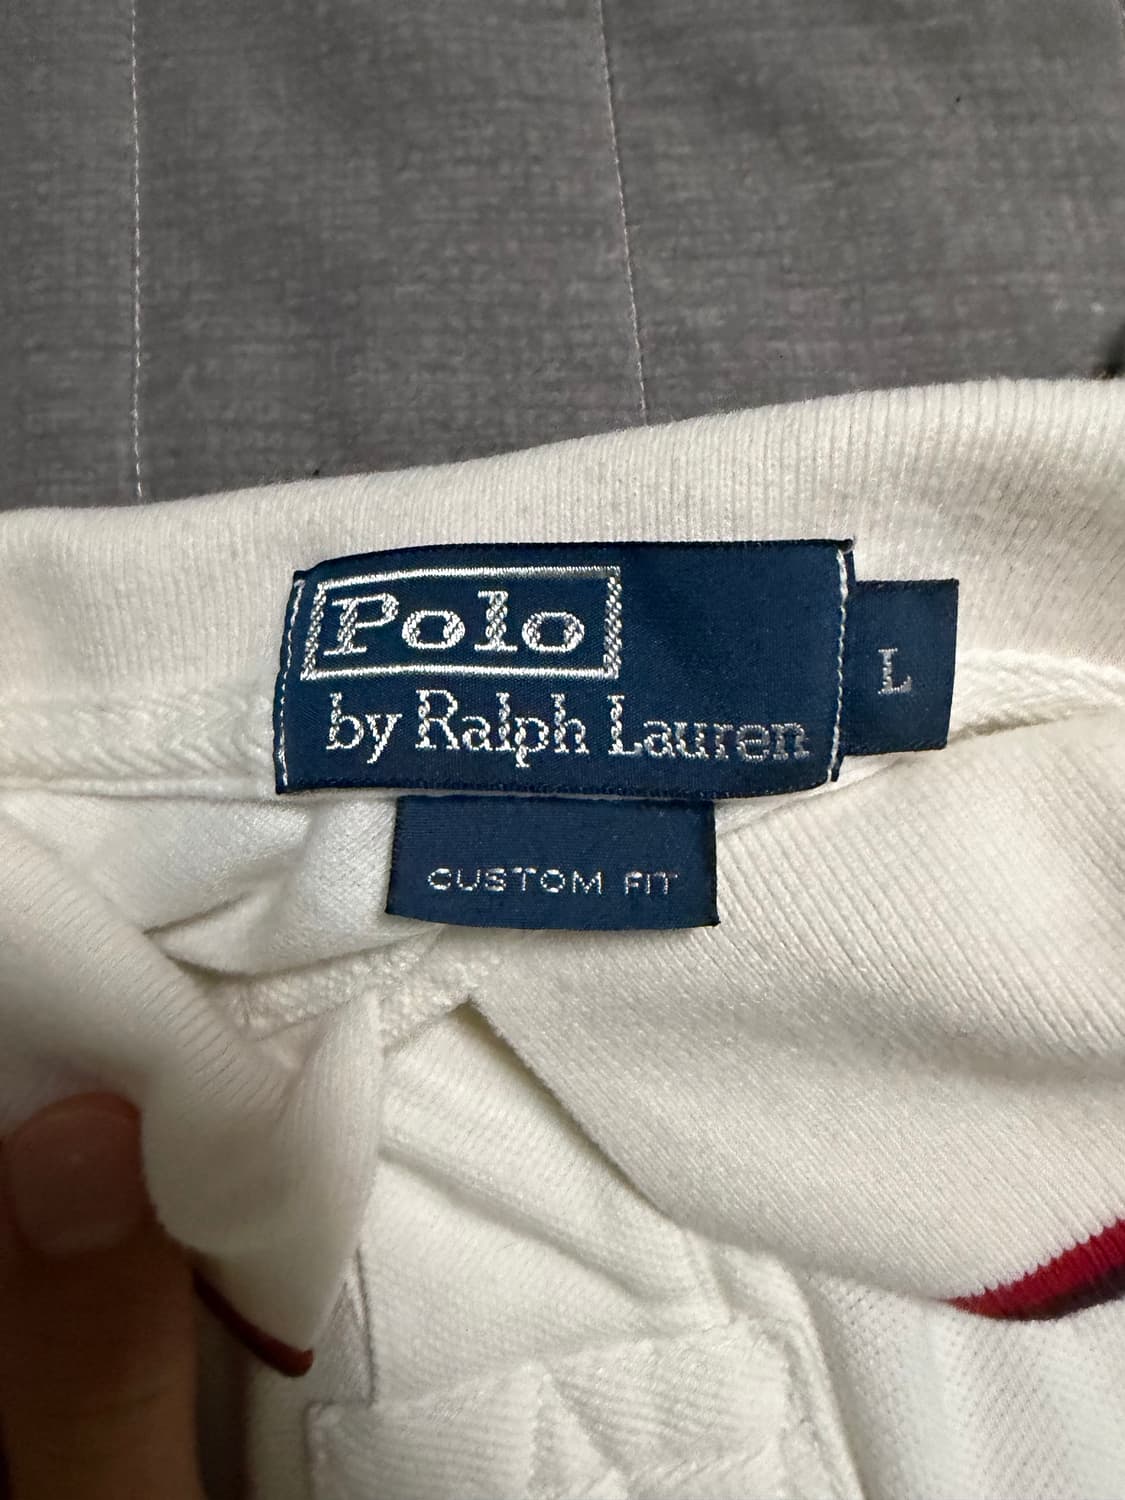 Polo
by Ralph Lauren
L
CUSTOM FIT